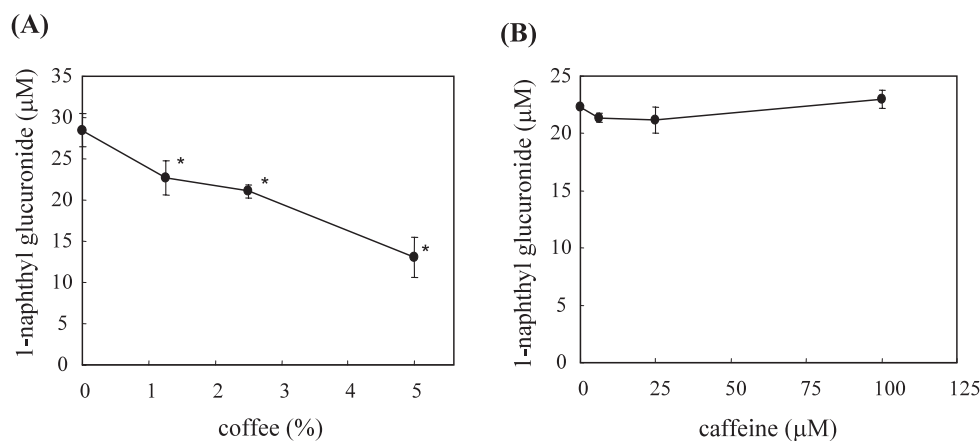 (A)
1-naphthyl glucuronide (μM)
35
30
25
20
15
10
5
0
0 1 2 3 4 5
coffee (%)
*
*
*
(B)
1-naphthyl glucuronide (μM)
25
20
15
10
5
0
0 25 50 75 100 125
caffeine (μM)